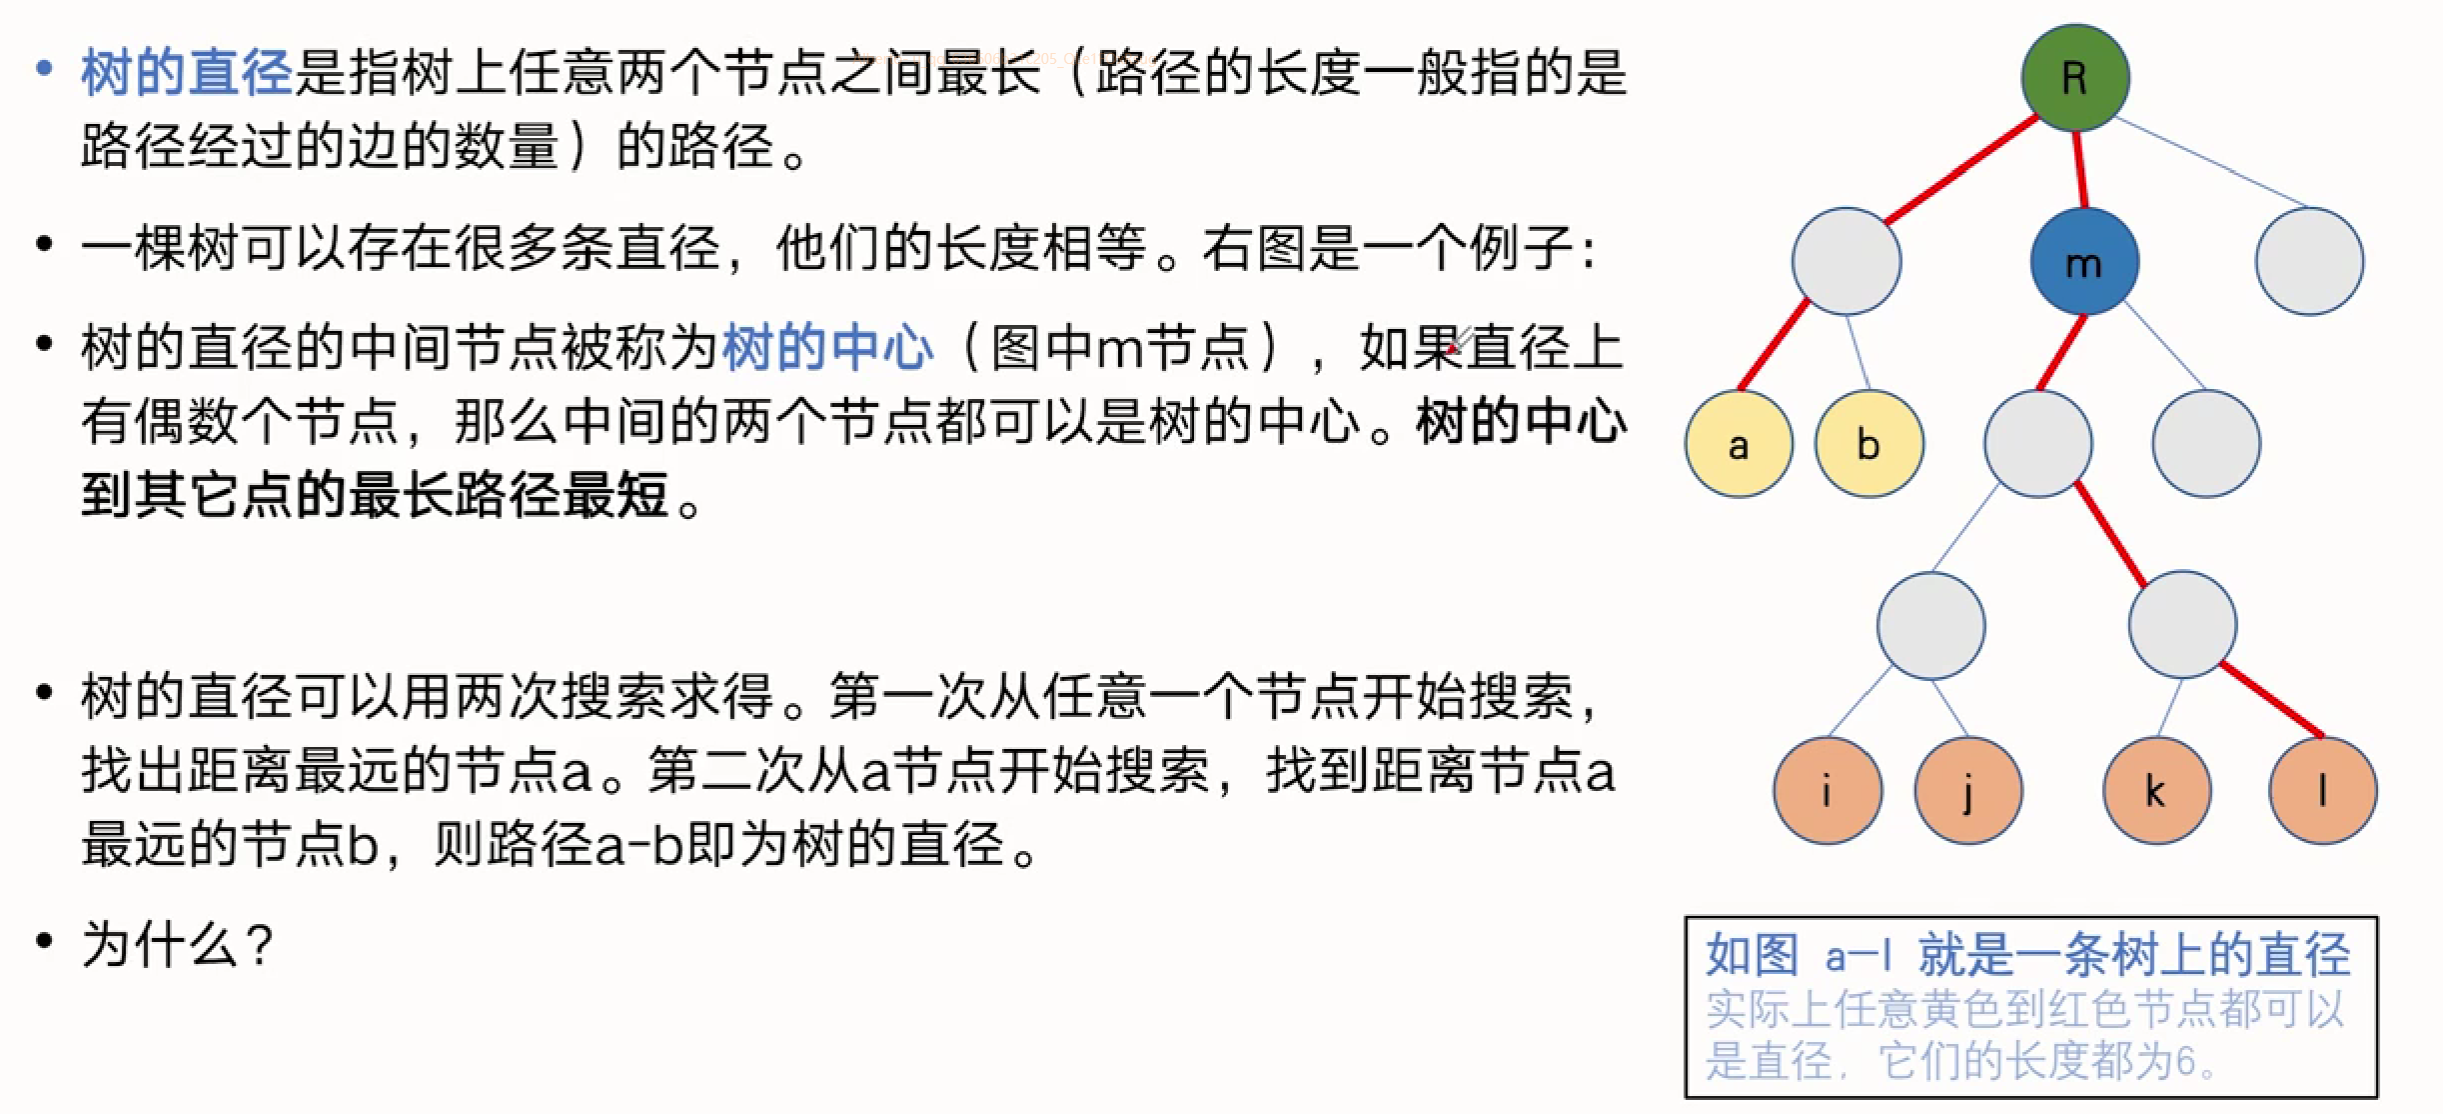 树的直径是指树上任意两个节点之间最长（路径的长度一般指的是
路径经过的边的数量）的路径。
一棵树可以存在很多条直径，他们的长度相等。右图是一个例子：
树的直径的中间节点被称为树的中心（图中m节点），如果直径上
有偶数个节点，那么中间的两个节点都可以是树的中心。树的中心
到其它点的最长路径最短。
树的直径可以用两次搜索求得。第一次从任意一个节点开始搜索，
找出距离最远的节点a。第二次从a节点开始搜索，找到距离节点a
最远的节点b，则路径a-b即为树的直径。
为什么？
R
m
a
b
i
j
k
l
如图 a—l 就是一条树上的直径
实际上任意黄色到红色节点都可以
是直径，它们的长度都为6。